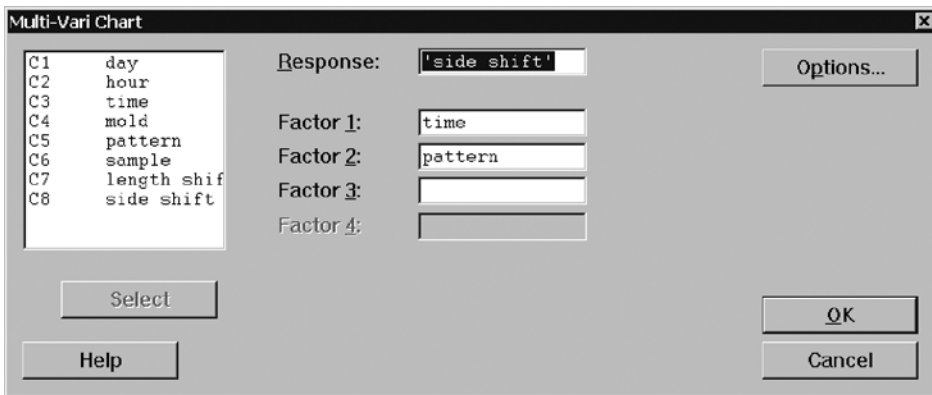 Multi-Vari Chart
C1 day
C2 hour
C3 time
C4 mold
C5 pattern
C6 sample
C7 length shif
C8 side shift
Select
Help
Response: 'side shift'
Factor 1: time
Factor 2: pattern
Factor 3:
Factor 4:
Options...
OK
Cancel